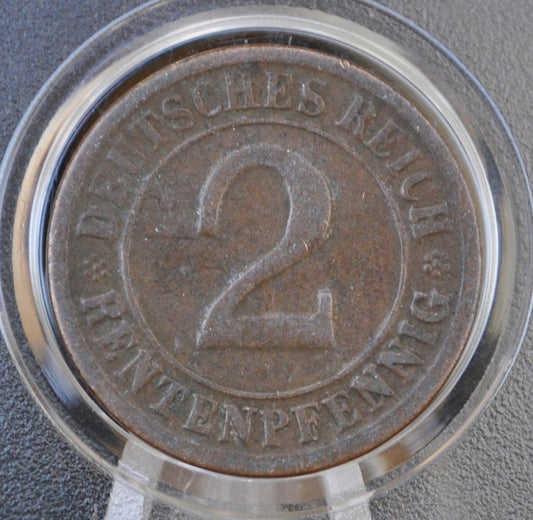 DEUTSCHES REICH
2
RENTENPFENNIG